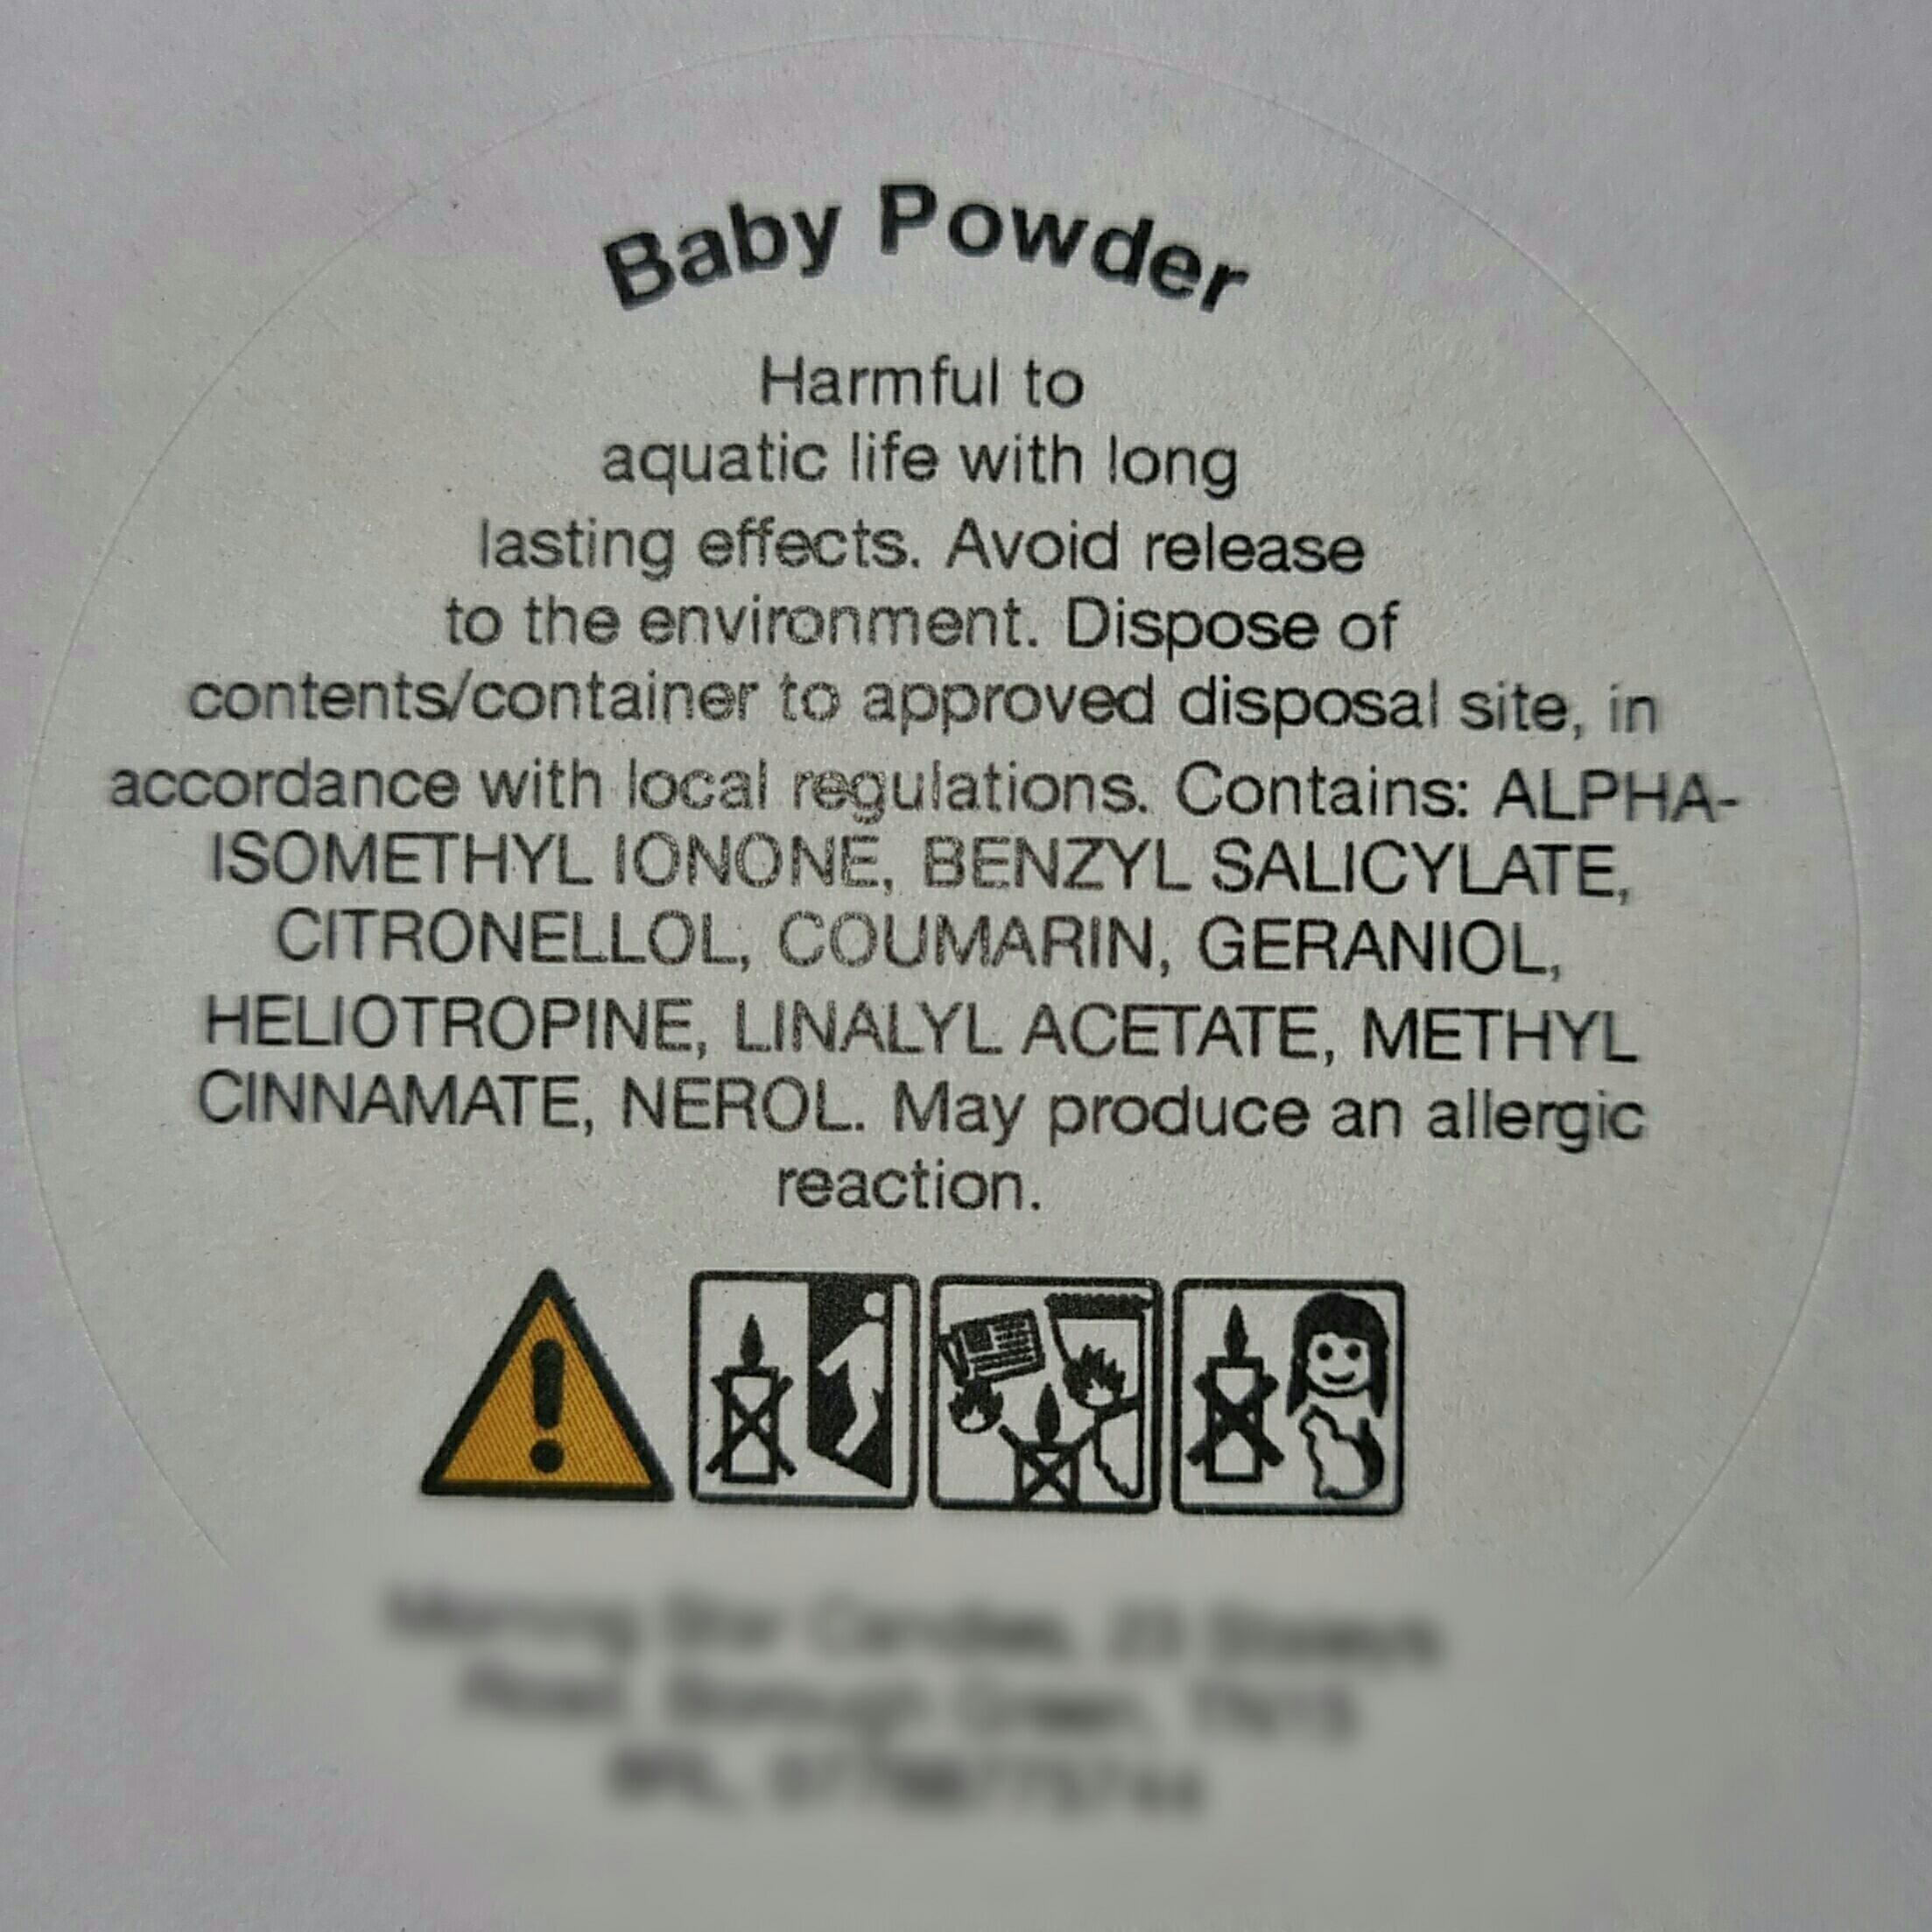 Baby Powder
Harmful to
aquatic life with long
lasting effects. Avoid release
to the environment. Dispose of
contents/container to approved disposal site, in
accordance with local regulations. Contains: ALPHA-
ISOMETHYL IONONE, BENZYL SALICYLATE,
CITRONELLOL, COUMARIN, GERANIOL,
HELIOTROPINE, LINALYL ACETATE, METHYL
CINNAMATE, NEROL. May produce an allergic
reaction.